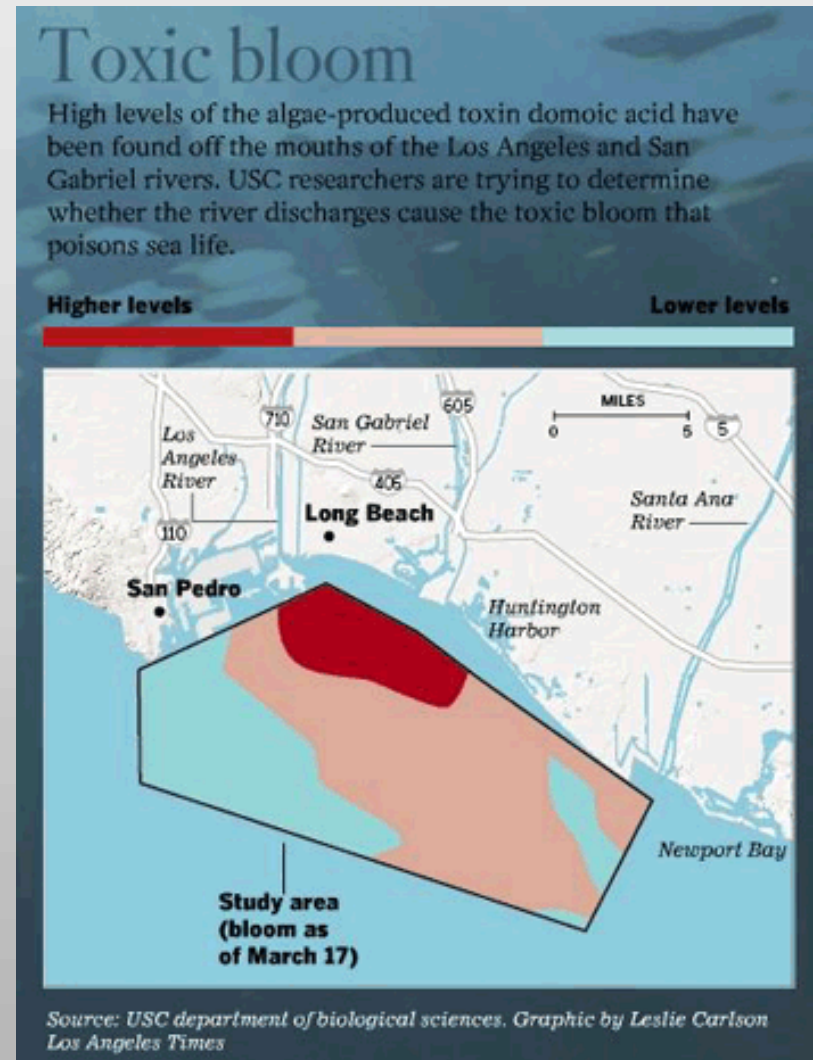 Toxic bloom
High levels of the algae-produced toxin domoic acid have
been found off the mouths of the Los Angeles and San
Gabriel rivers. USC researchers are trying to determine
whether the river discharges cause the toxic bloom that
poisons sea life.
Higher levels
Lower levels
710
San Gabriel
River
605
MILES
0
5
5
Los
Angeles
River
405
Santa Ana
River
Long Beach
110
San Pedro
Huntington
Harbor
Newport Bay
Study area
(bloom as
of March 17)
Source: USC department of biological sciences. Graphic by Leslie Carlson
Los Angeles Times